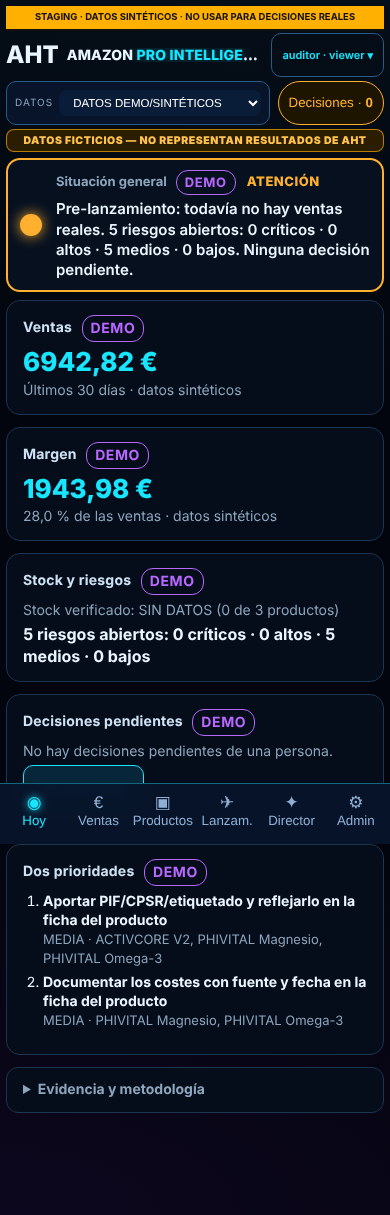 STAGING · DATOS SINTÉTICOS · NO USAR PARA DECISIONES REALES
AHT AMAZON PRO INTELLIGE...
auditor · viewer ▾
DATOS DATOS DEMO/SINTÉTICOS
Decisiones · 0
DATOS FICTICIOS — NO REPRESENTAN RESULTADOS DE AHT
Situación general DEMO ATENCIÓN
Pre-lanzamiento: todavía no hay ventas
reales. 5 riesgos abiertos: 0 críticos · 0
altos · 5 medios · 0 bajos. Ninguna decisión
pendiente.
Ventas DEMO
6942,82 €
Últimos 30 días · datos sintéticos
Margen DEMO
1943,98 €
28,0 % de las ventas · datos sintéticos
Stock y riesgos DEMO
Stock verificado: SIN DATOS (0 de 3 productos)
5 riesgos abiertos: 0 críticos · 0 altos · 5
medios · 0 bajos
Decisiones pendientes DEMO
No hay decisiones pendientes de una persona.
Hoy
€ Ventas
Productos
Lanzam.
Director
Admin
Dos prioridades DEMO
1. Aportar PIF/CPSR/etiquetado y reflejarlo en la
ficha del producto
MEDIA · ACTIVCORE V2, PHIVITAL Magnesio,
PHIVITAL Omega-3
2. Documentar los costes con fuente y fecha en la
ficha del producto
MEDIA · PHIVITAL Magnesio, PHIVITAL Omega-3
▶ Evidencia y metodología